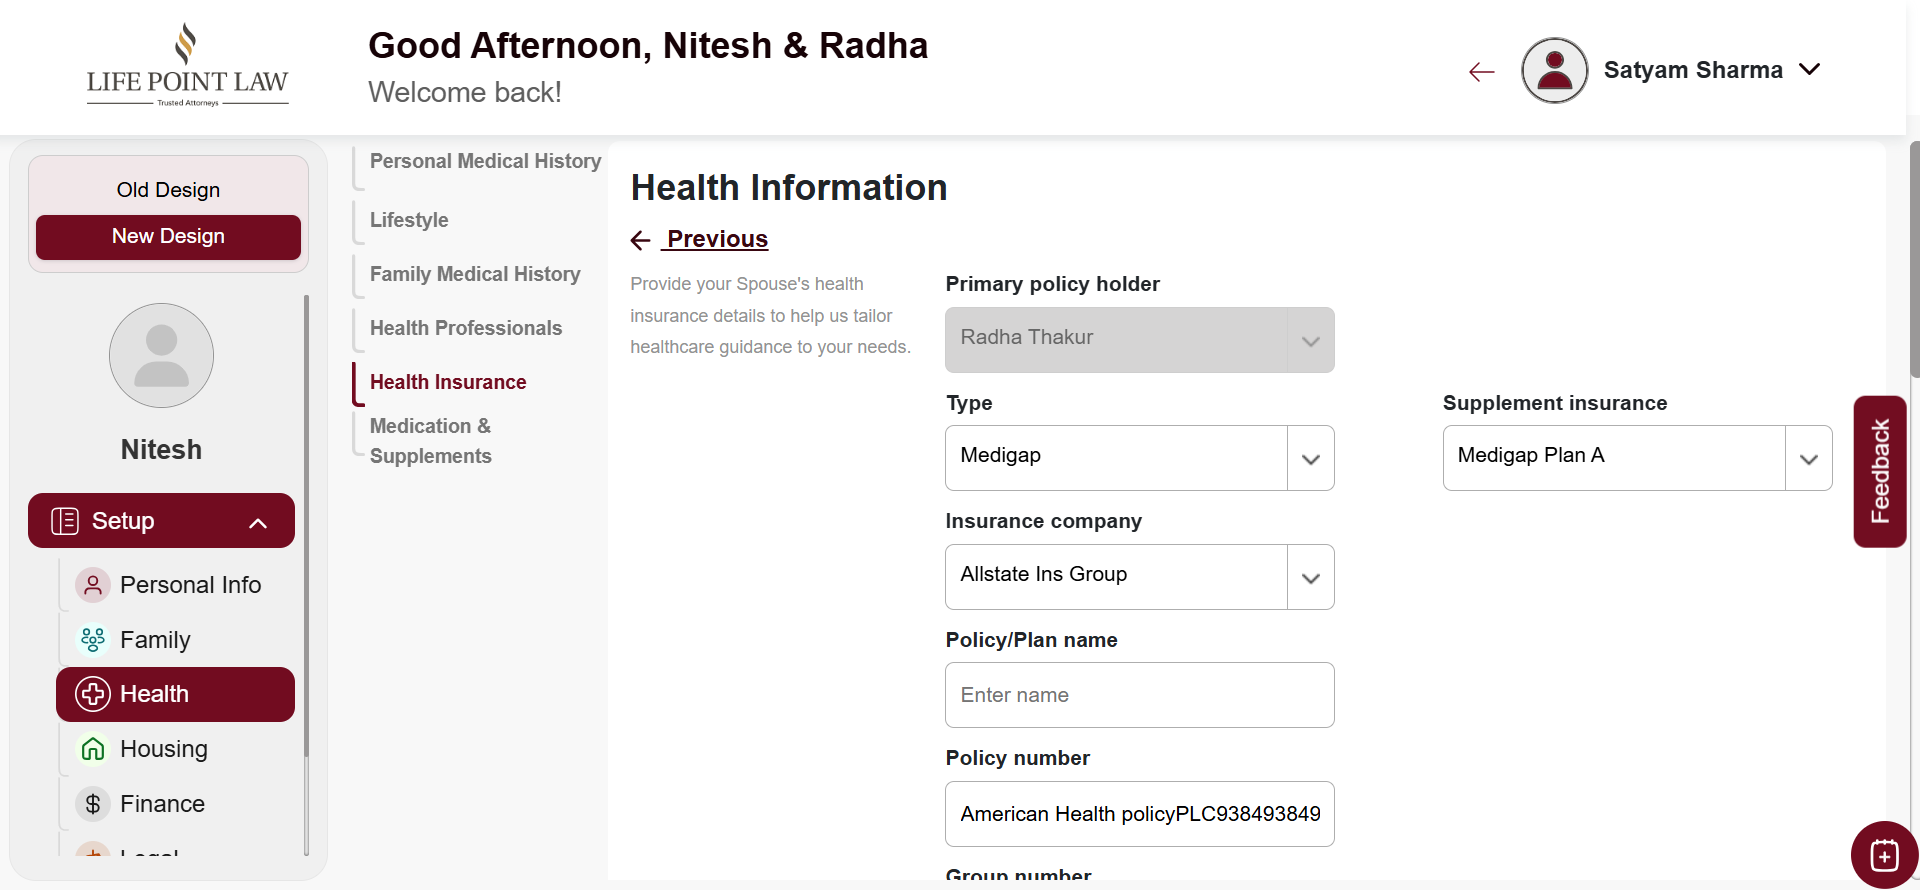 LIFE POINT LAW
Trusted Attorneys
Good Afternoon, Nitesh & Radha
Welcome back!
Satyam Sharma
Old Design
New Design
Nitesh
Setup
Personal Info
Family
Health
Housing
Finance
Legal
Personal Medical History
Lifestyle
Family Medical History
Health Professionals
Health Insurance
Medication &
Supplements
Health Information
Previous
Provide your Spouse's health
insurance details to help us tailor
healthcare guidance to your needs.
Primary policy holder
Radha Thakur
Type
Medigap
Supplement insurance
Medigap Plan A
Insurance company
Allstate Ins Group
Policy/Plan name
Enter name
Policy number
American Health policyPLC938493849
Group number
Feedback